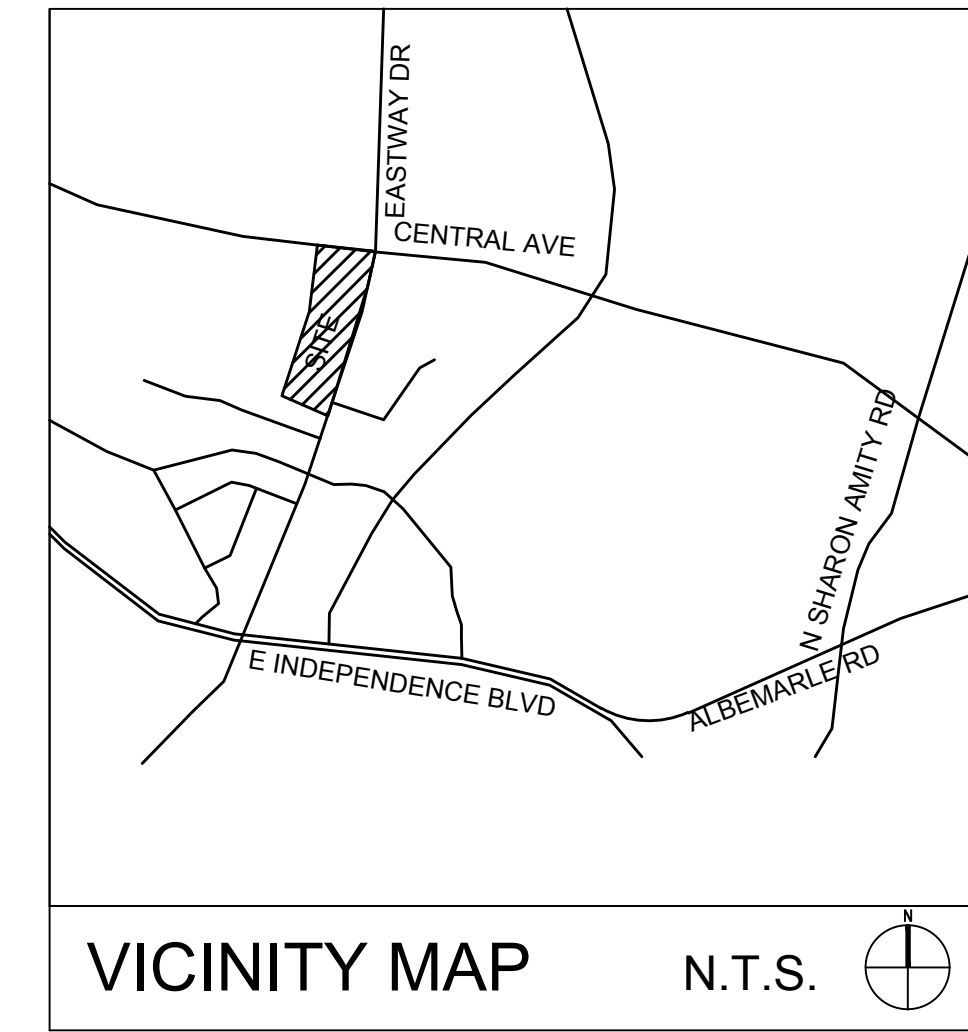 EASTWAY DR
CENTRAL AVE
SITE
N SHARON AMITY RD
E INDEPENDENCE BLVD
ALBEMARLE RD
VICINITY MAP
N.T.S.
N